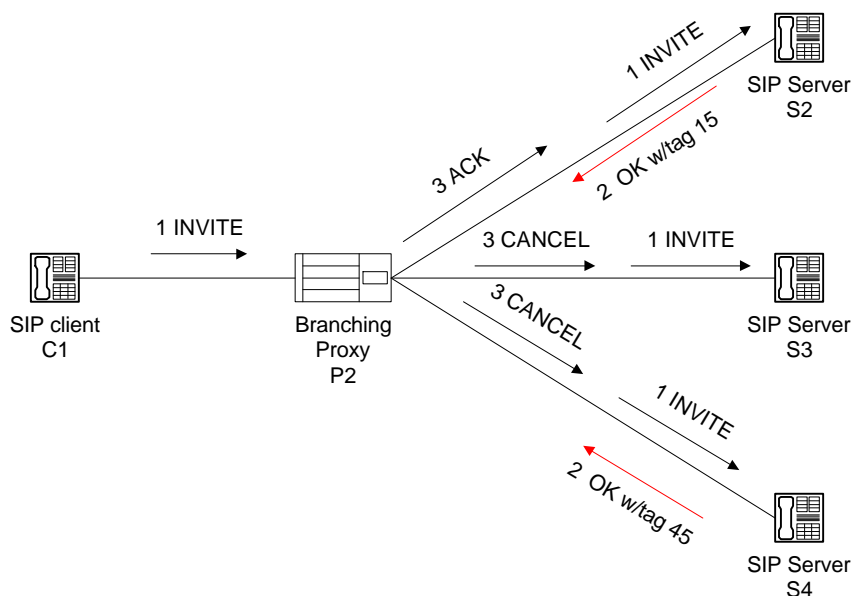 1 INVITE
SIP Server
S2
2 OK w/tag 15
3 ACK
1 INVITE
3 CANCEL
1 INVITE
SIP client
C1
Branching
Proxy
P2
SIP Server
S3
3 CANCEL
1 INVITE
2 OK w/tag 45
SIP Server
S4